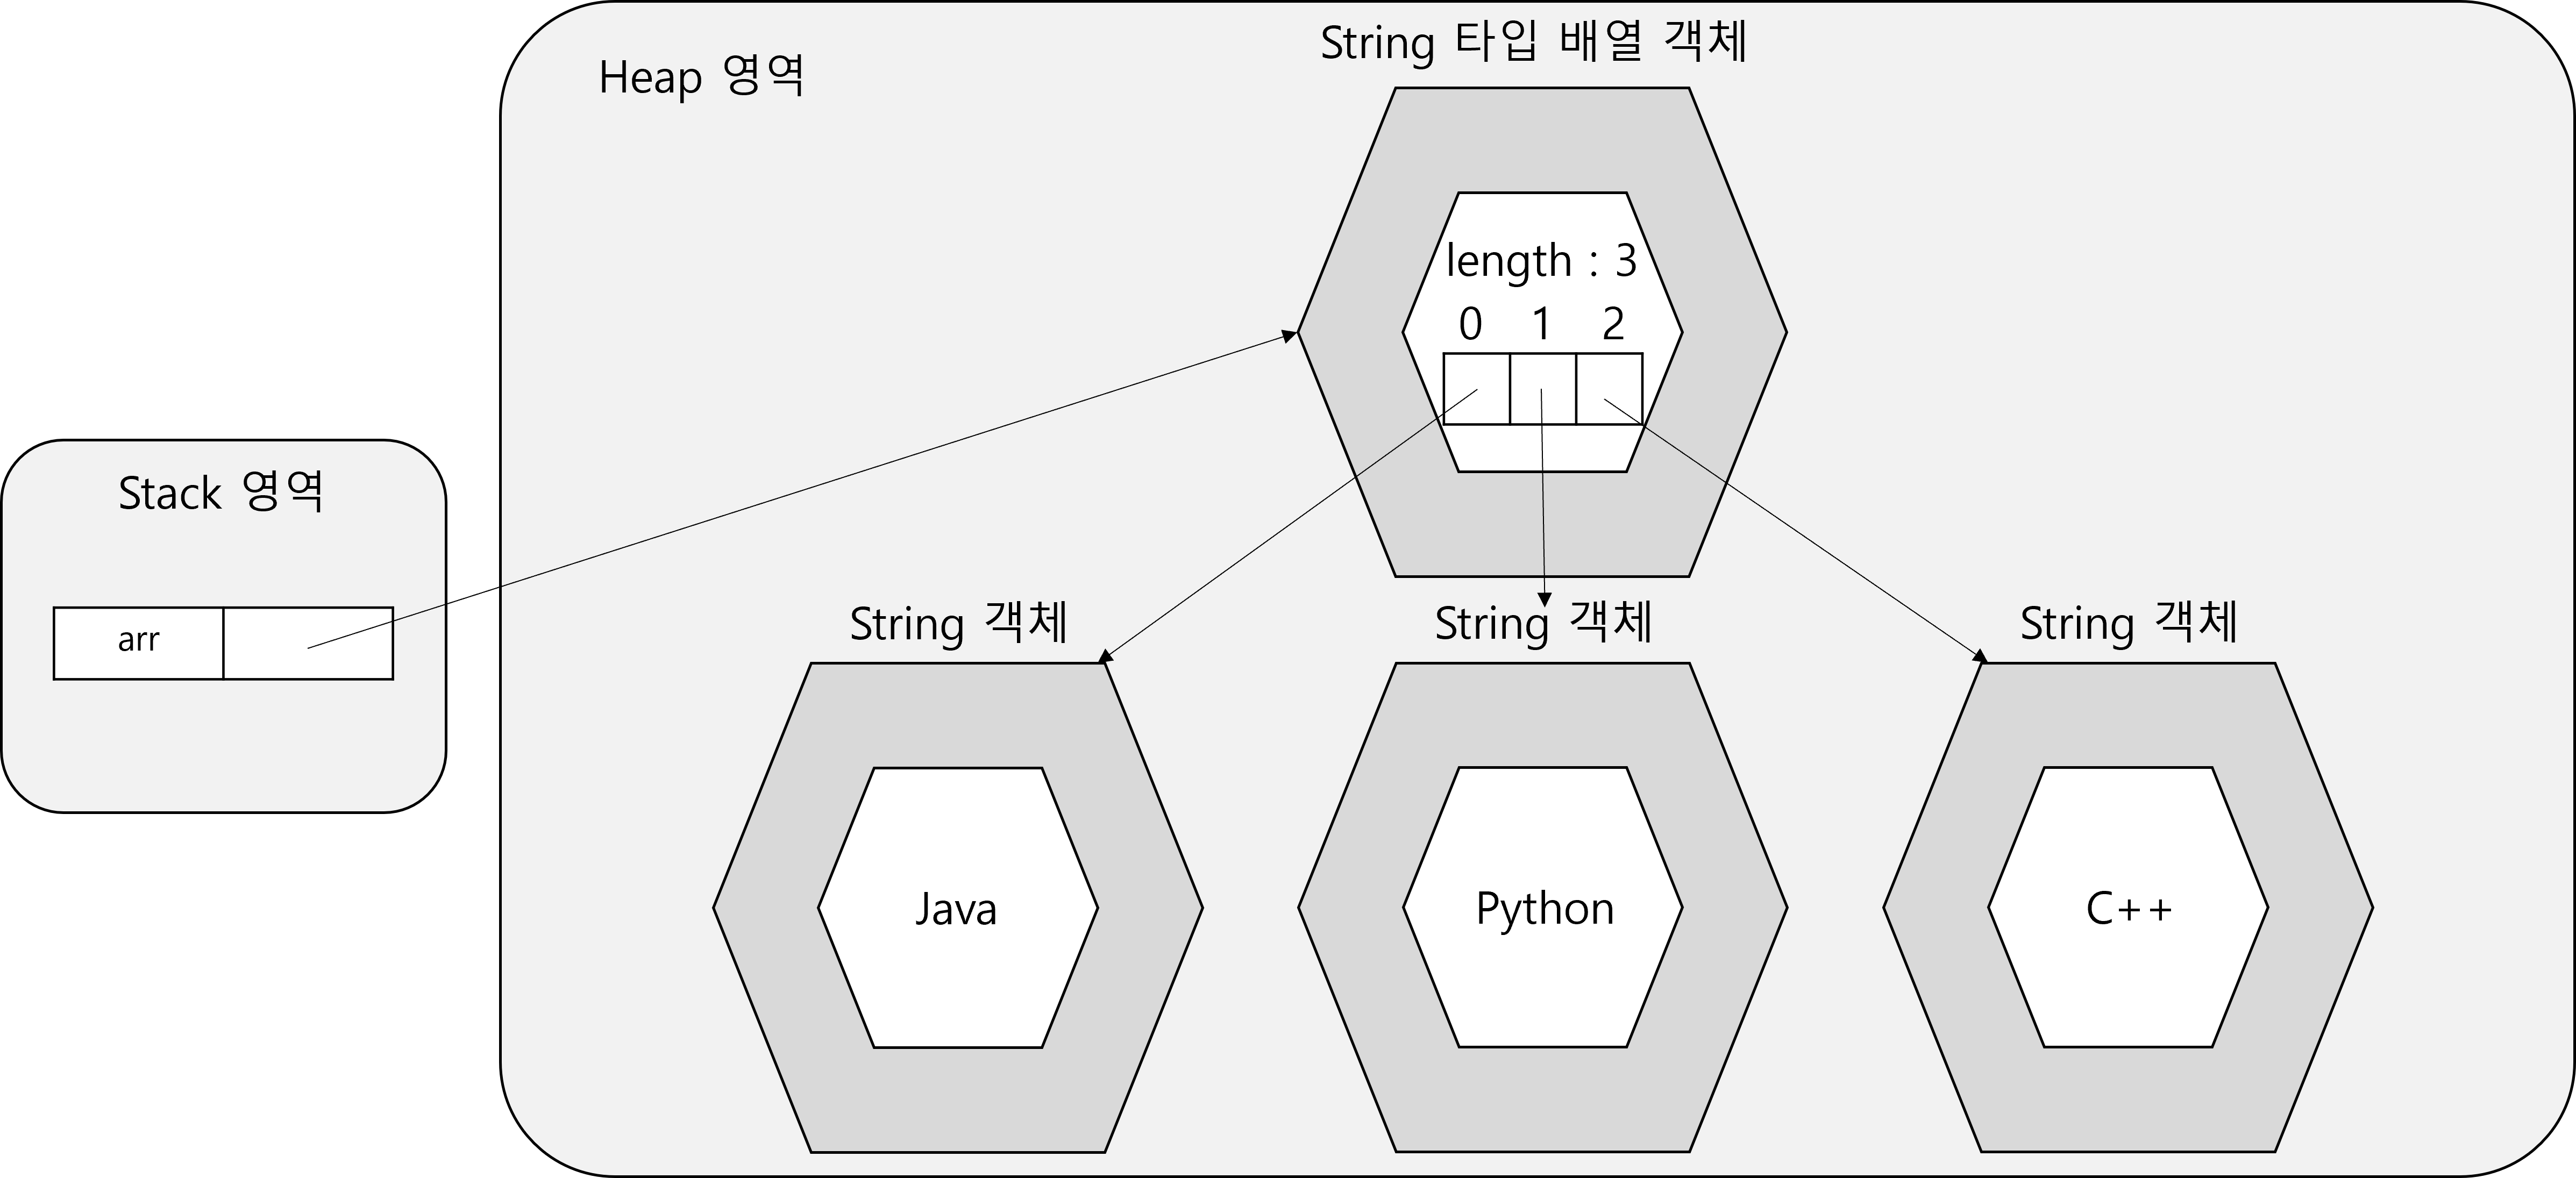 String 타입 배열 객체
Heap 영역
length : 3
0 1 2
Stack 영역
arr
String 객체
String 객체
String 객체
Java
Python
C++